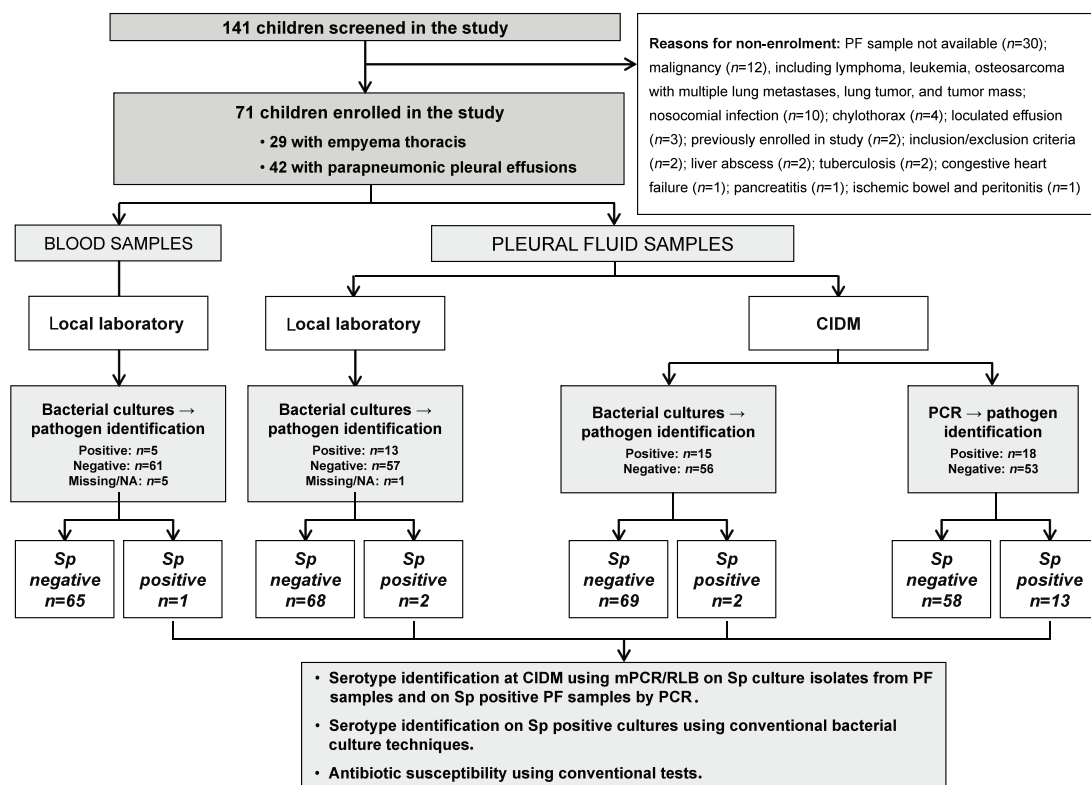 141 children screened in the study
Reasons for non-enrolment: PF sample not available (n=30);
malignancy (n=12), including lymphoma, leukemia, osteosarcoma
with multiple lung metastases, lung tumor, and tumor mass;
nosocomial infection (n=10); chylothorax (n=4); loculated effusion
(n=3); previously enrolled in study (n=2); inclusion/exclusion criteria
(n=2); liver abscess (n=2); tuberculosis (n=2); congestive heart
failure (n=1); pancreatitis (n=1); ischemic bowel and peritonitis (n=1)
71 children enrolled in the study
• 29 with empyema thoracis
• 42 with parapneumonic pleural effusions
BLOOD SAMPLES
PLEURAL FLUID SAMPLES
Local laboratory
Local laboratory
CIDM
Bacterial cultures →
pathogen identification
Positive: n=5
Negative: n=61
Missing/NA: n=5
Bacterial cultures →
pathogen identification
Positive: n=13
Negative: n=57
Missing/NA: n=1
Bacterial cultures →
pathogen identification
Positive: n=15
Negative: n=56
PCR → pathogen
identification
Positive: n=18
Negative: n=53
Sp
negative
n=65
Sp
positive
n=1
Sp
negative
n=68
Sp
positive
n=2
Sp
negative
n=69
Sp
positive
n=2
Sp
negative
n=58
Sp
positive
n=13
• Serotype identification at CIDM using mPCR/RLB on Sp culture isolates from PF
samples and on Sp positive PF samples by PCR.
• Serotype identification on Sp positive cultures using conventional bacterial
culture techniques.
• Antibiotic susceptibility using conventional tests.